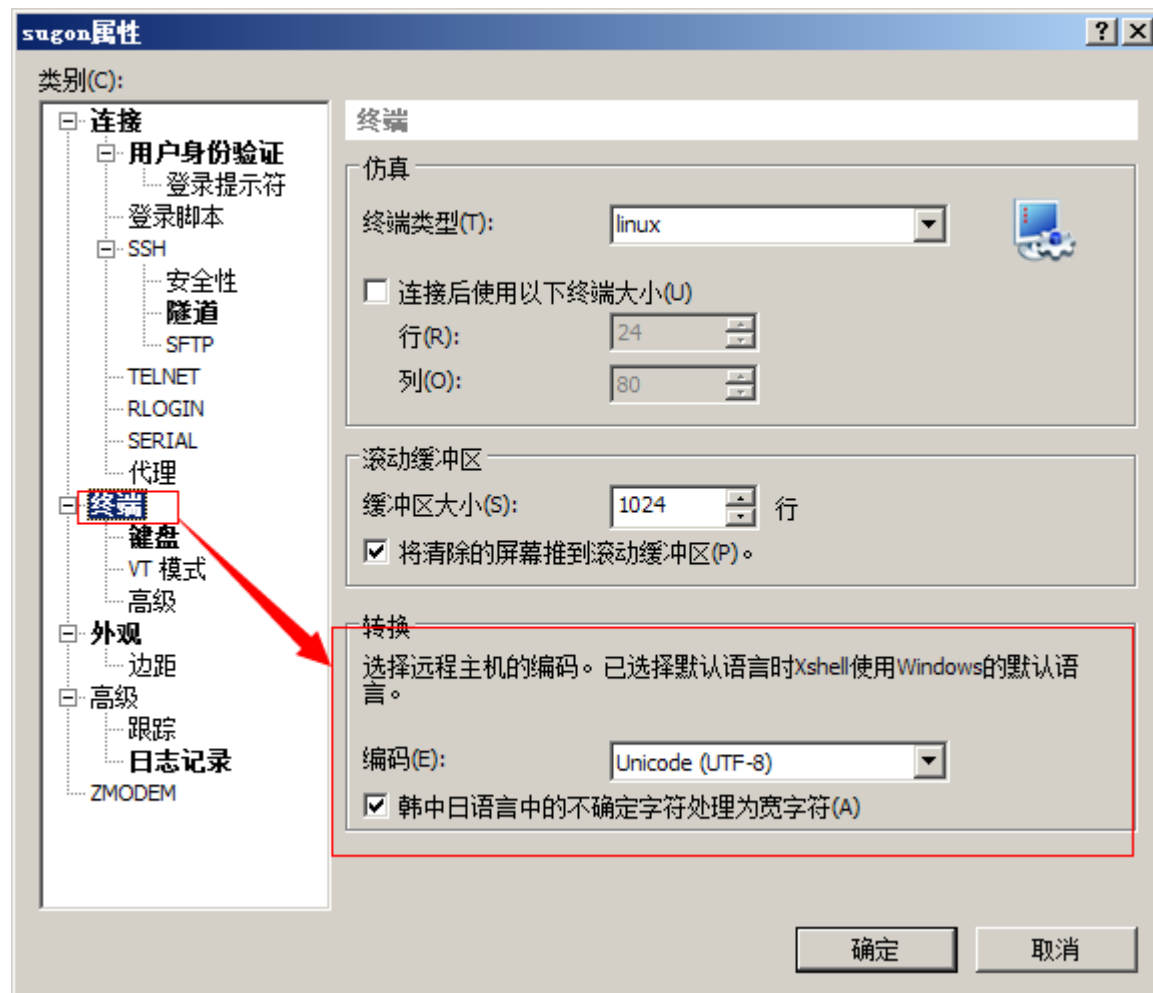 sugon属性
类别(C):
连接
用户身份验证
登录提示符
登录脚本
SSH
安全性
隧道
SFTP
TELNET
RLOGIN
SERIAL
代理
终端
键盘
VT 模式
高级
外观
边距
高级
跟踪
日志记录
ZMODEM
终端
仿真
终端类型(T):
linux
连接后使用以下终端大小(U)
行(R):
24
列(O):
80
滚动缓冲区
缓冲区大小(S):
1024
行
将清除的屏幕推到滚动缓冲区(P)。
转换
选择远程主机的编码。已选择默认语言时Xshell使用Windows的默认语
言。
编码(E):
Unicode (UTF-8)
韩中日语言中的不确定字符处理为宽字符(A)
确定
取消